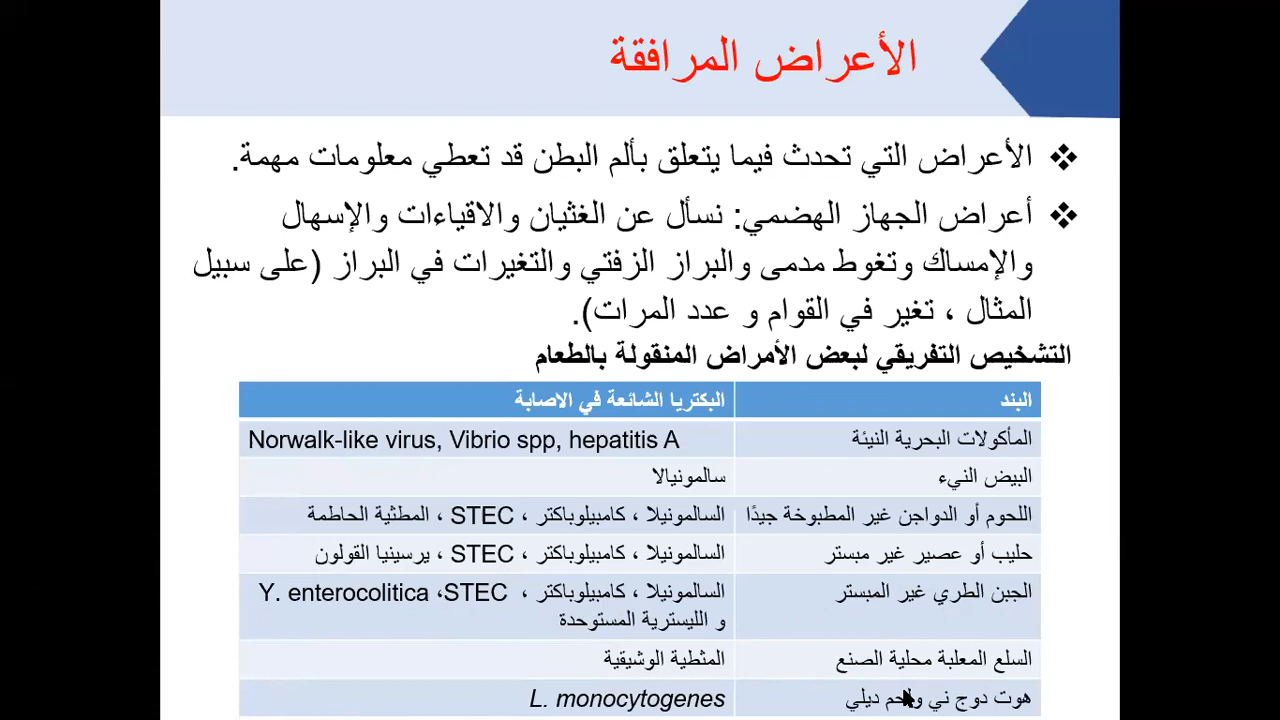 الأعراض المرافقة
الأعراض التي تحدث فيما يتعلق بألم البطن قد تعطي معلومات مهمة.
أعراض الجهاز الهضمي: نسأل عن الغثيان والاقياءات والإسهال
والإمساك وتغوط مدمى والبراز الزفتي والتغيرات في البراز (على سبيل
المثال ، تغير في القوام و عدد المرات).
التشخيص التفريقي لبعض الأمراض المنقولة بالطعام
البند البكتريا الشائعة في الاصابة
المأكولات البحرية النيئة Norwalk-like virus, Vibrio spp, hepatitis A
البيض النيء سالمونيالا
اللحوم أو الدواجن غير المطبوخة جيدًا السالمونيلا ، كامبيلوباكتر ، STEC ، المطثية الحاطمة
حليب أو عصير غير مبستر السالمونيلا ، كامبيلوباكتر ، STEC ، يرسينيا القولون
الجبن الطري غير المبستر السالمونيلا ، كامبيلوباكتر ، STEC، Y. enterocolitica
و الليسترية المستوحدة
السلع المعلبة محلية الصنع المثطية الوشيقية
هوت دوج ني ديلي L. monocytogenes